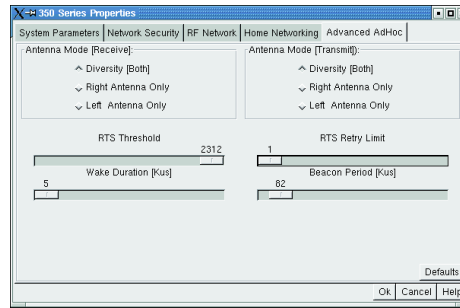 350 Series Properties
System Parameters Network Security RF Network Home Networking Advanced AdHoc
Antenna Mode [Receive]:
Diversity [Both]
Right Antenna Only
Left Antenna Only
Antenna Mode [Transmit]):
Diversity [Both]
Right Antenna Only
Left Antenna Only
RTS Threshold
2312
RTS Retry Limit
1
Wake Duration [Kus]
5
Beacon Period [Kus]
82
Defaults
Ok Cancel Help